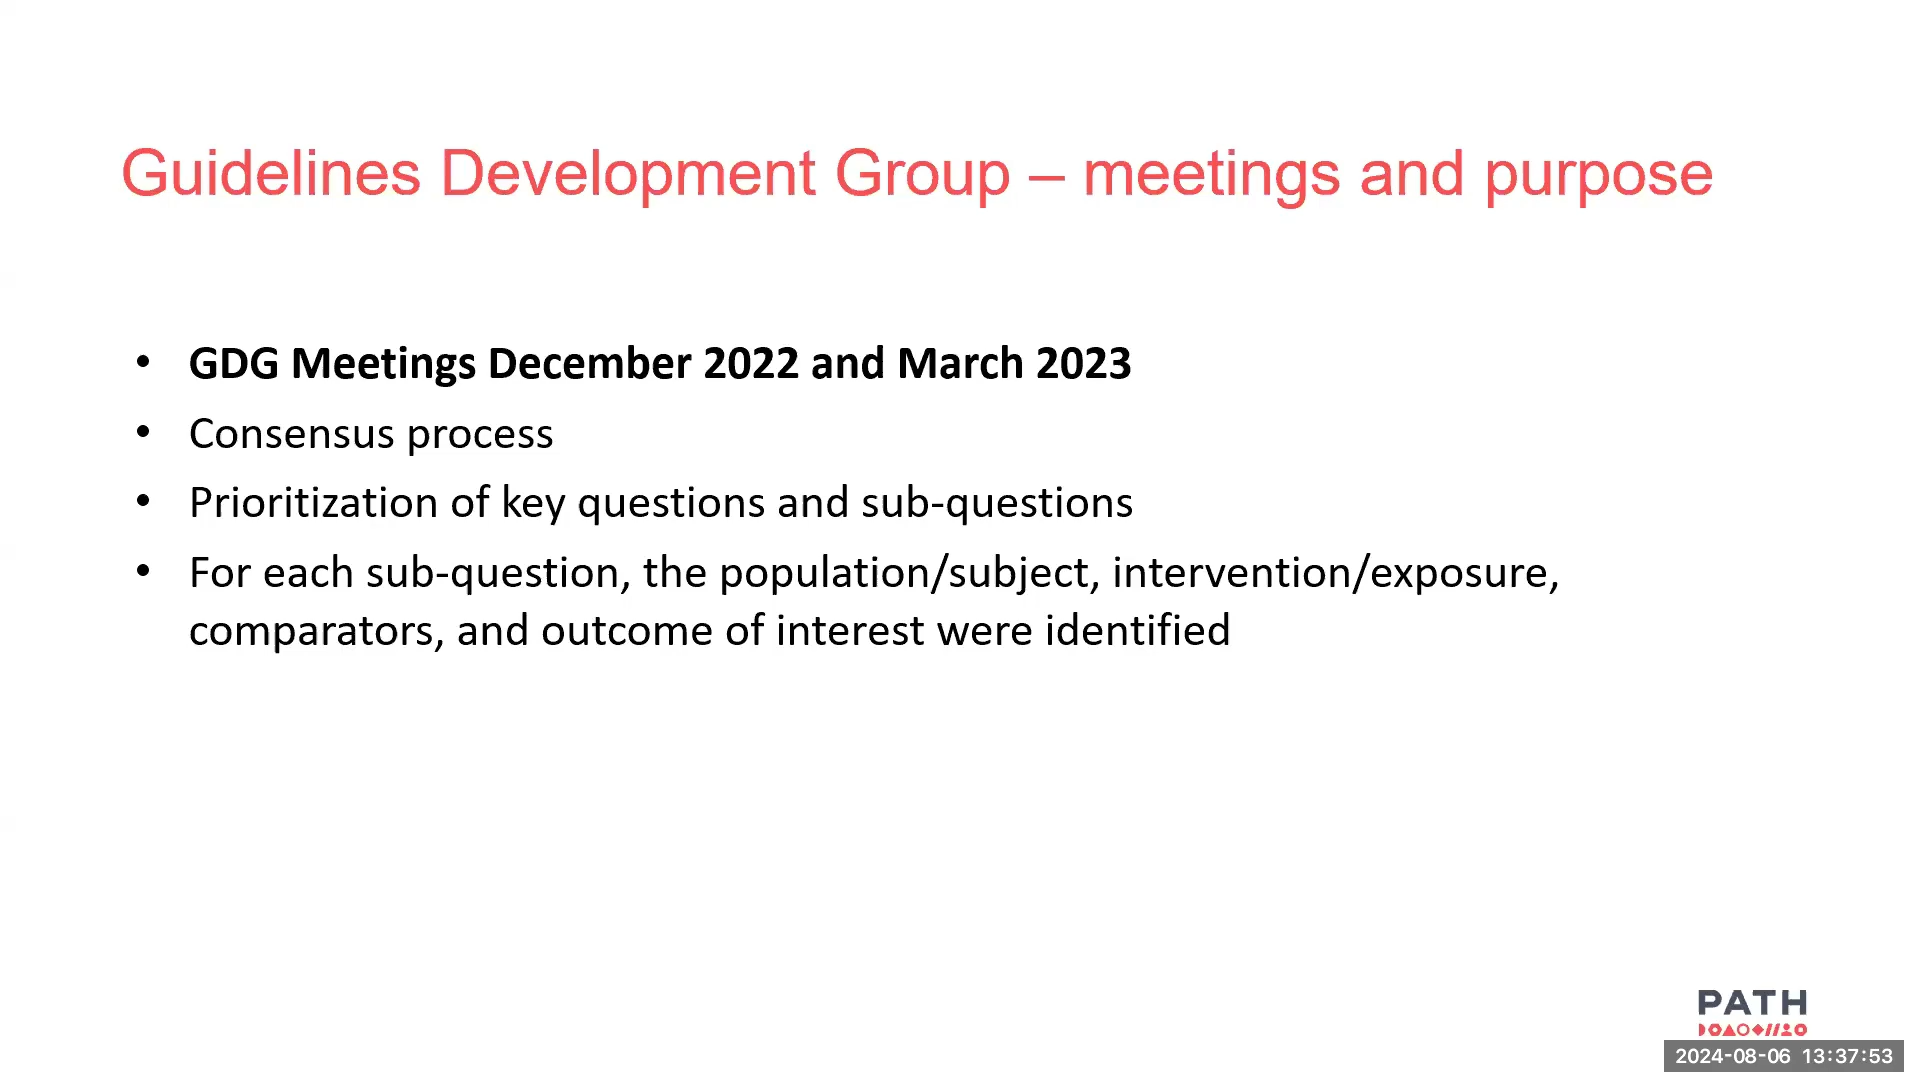 Guidelines Development Group – meetings and purpose
• GDG Meetings December 2022 and March 2023
• Consensus process
• Prioritization of key questions and sub-questions
• For each sub-question, the population/subject, intervention/exposure,
comparators, and outcome of interest were identified
PATH
2024-08-06 13:37:53